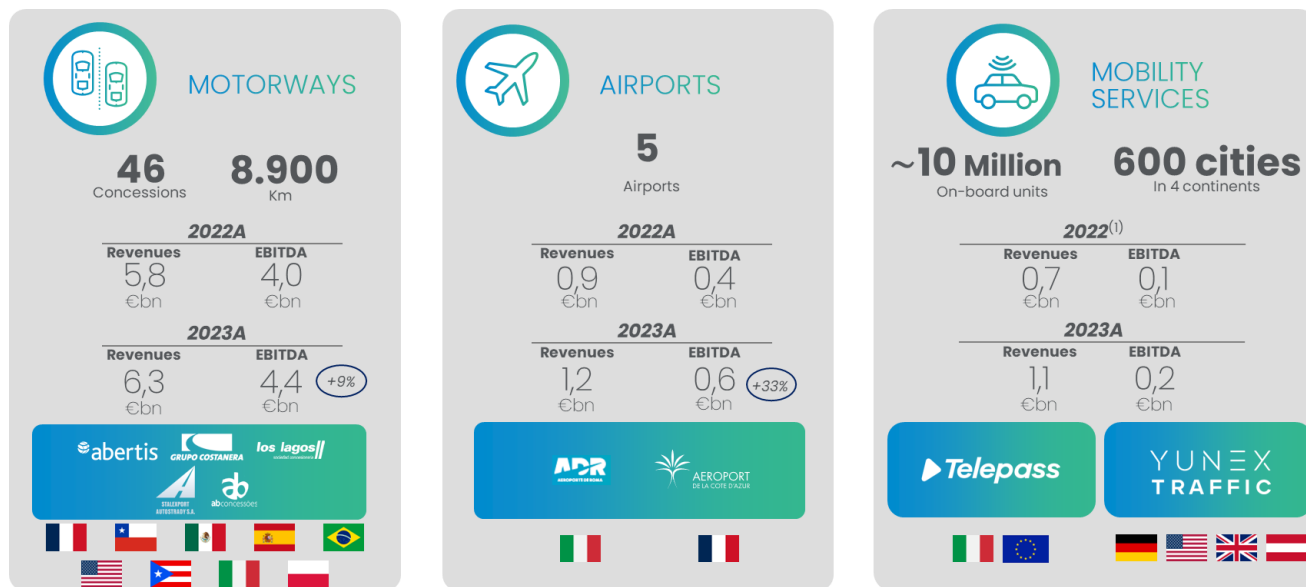 MOTORWAYS
46
Concessions
8.900
Km
2022A
Revenues EBITDA
5,8 4,0
€bn €bn
2023A
Revenues EBITDA
6,3 4,4 +9%
€bn €bn
abertis
GRUPO COSTANERA
los lagos
STALEXPORT
AUTOSTRADY S.A.
ab
abconcessões
AIRPORTS
5
Airports
2022A
Revenues EBITDA
0,9 0,4
€bn €bn
2023A
Revenues EBITDA
1,2 0,6 +33%
€bn €bn
ADR
AEROPORTI DI ROMA
AEROPORT
DE LA COTE D'AZUR
MOBILITY
SERVICES
~10 Million
On-board units
600 cities
In 4 continents
2022(1)
Revenues EBITDA
0,7 0,1
€bn €bn
2023A
Revenues EBITDA
1,1 0,2
€bn €bn
Telepass
YUNEX
TRAFFIC